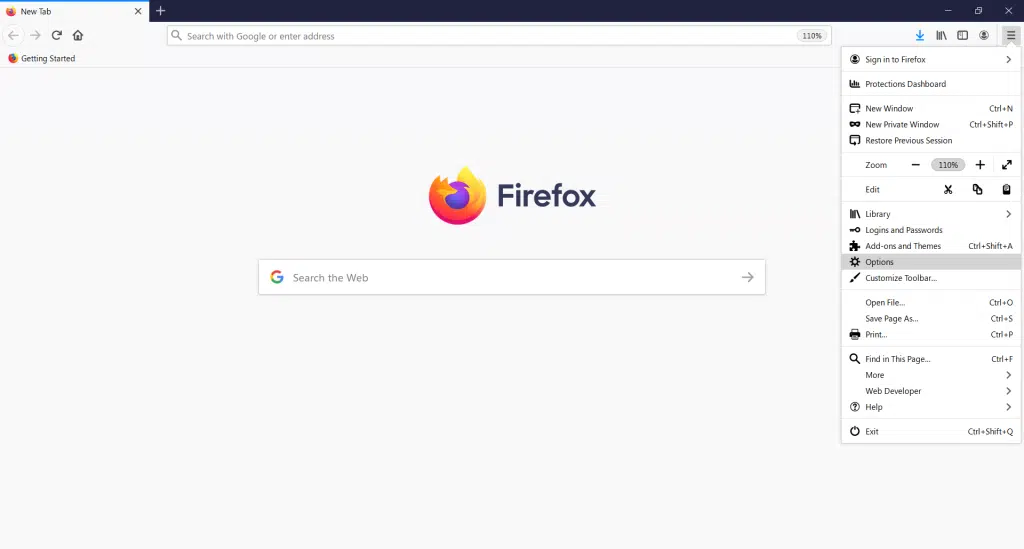 New Tab
Search with Google or enter address 110%
Getting Started
Sign in to Firefox
Protections Dashboard
New Window Ctrl+N
New Private Window Ctrl+Shift+P
Restore Previous Session
Zoom 110%
Edit
Firefox
Library
Logins and Passwords
Add-ons and Themes Ctrl+Shift+A
Options
Search the Web
Customize Toolbar...
Open File... Ctrl+O
Save Page As... Ctrl+S
Print... Ctrl+P
Find in This Page... Ctrl+F
More
Web Developer
Help
Exit Ctrl+Shift+Q